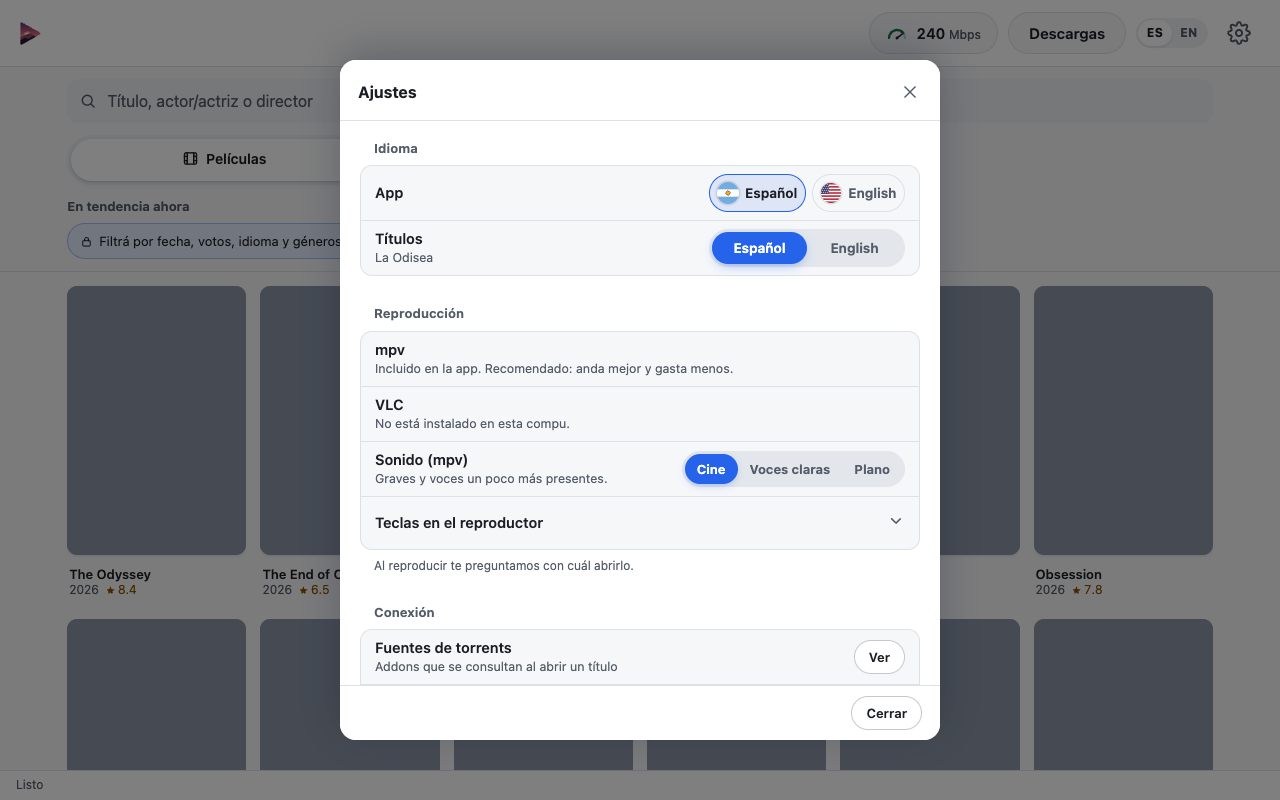 240 Mbps
Descargas
ES EN
Título, actor/actriz o director
Películas
En tendencia ahora
Filtrá por fecha, votos, idioma y géneros
Ajustes
Idioma
App
Español
English
Títulos
La Odisea
Español
English
Reproducción
mpv
Incluido en la app. Recomendado: anda mejor y gasta menos.
VLC
No está instalado en esta compu.
Sonido (mpv)
Graves y voces un poco más presentes.
Cine
Voces claras
Plano
Teclas en el reproductor
Al reproducir te preguntamos con cuál abrirlo.
Conexión
Fuentes de torrents
Addons que se consultan al abrir un título
Ver
Cerrar
The Odyssey
2026 ★ 8.4
The End of
2026 ★ 6.5
Obsession
2026 ★ 7.8
Listo